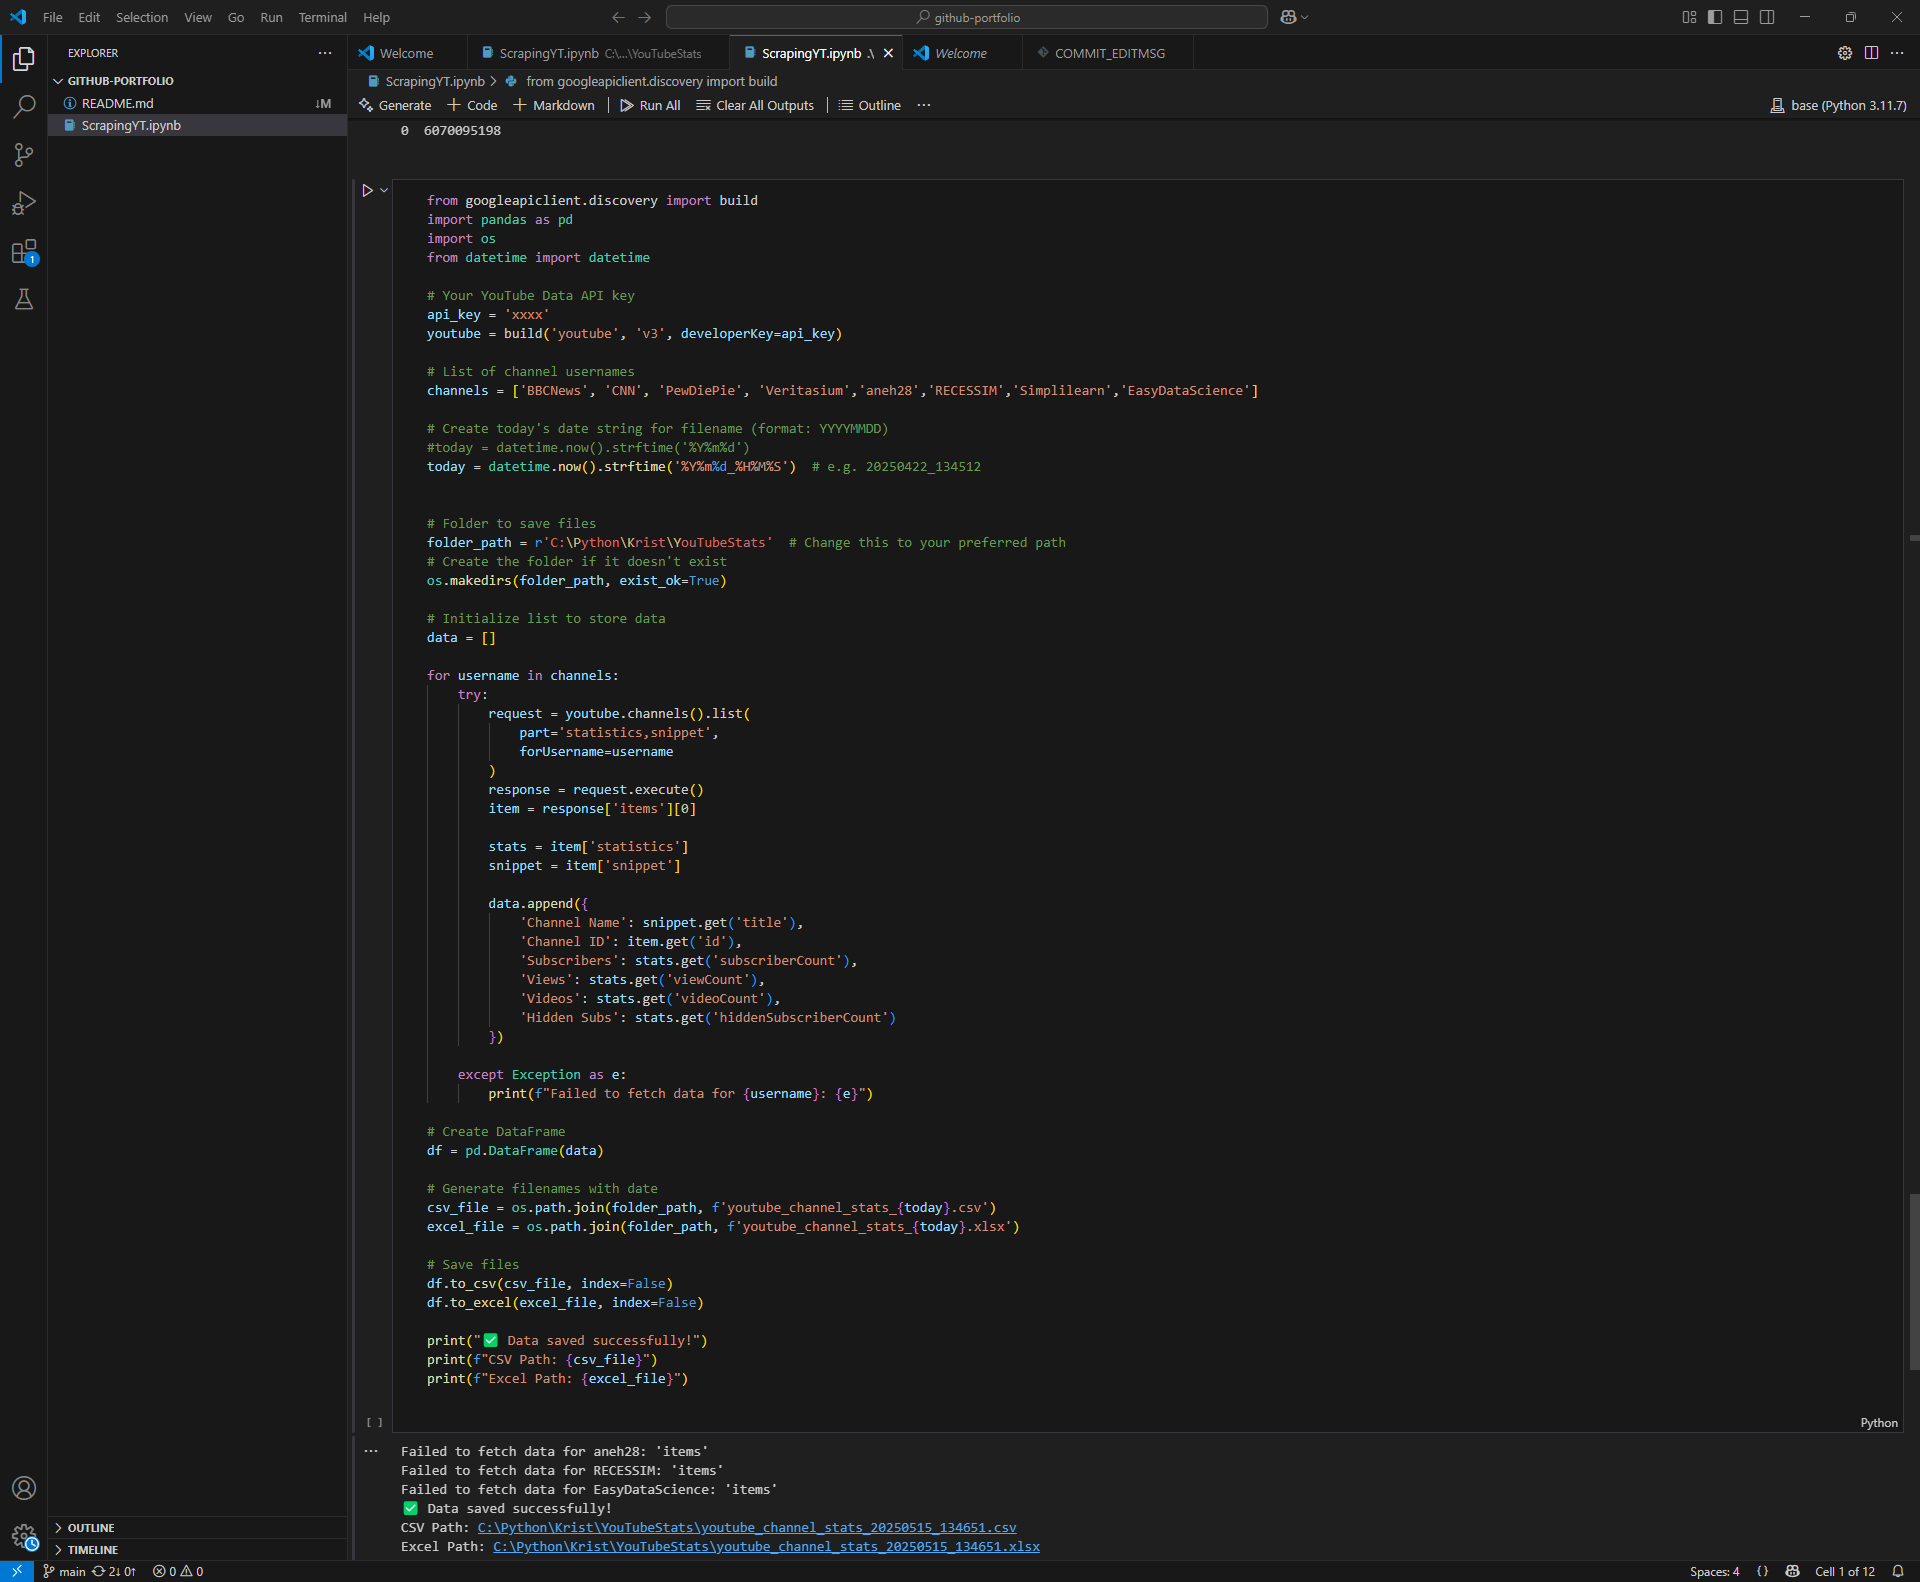 File Edit Selection View Go Run Terminal Help
github-portfolio
EXPLORER
GITHUB-PORTFOLIO
README.md ↓M
ScrapingYT.ipynb
1
OUTLINE
TIMELINE
Welcome
ScrapingYT.ipynb C:\...\YouTubeStats
ScrapingYT.ipynb .\
Welcome
COMMIT_EDITMSG
ScrapingYT.ipynb > from googleapiclient.discovery import build
Generate + Code + Markdown | Run All Clear All Outputs | Outline ...
base (Python 3.11.7)
0 6070095198
from googleapiclient.discovery import build
import pandas as pd
import os
from datetime import datetime
# Your YouTube Data API key
api_key = 'xxxx'
youtube = build('youtube', 'v3', developerKey=api_key)
# List of channel usernames
channels = ['BBCNews', 'CNN', 'PewDiePie', 'Veritasium','aneh28','RECESSIM','Simplilearn','EasyDataScience']
# Create today's date string for filename (format: YYYYMMDD)
#today = datetime.now().strftime('%Y%m%d')
today = datetime.now().strftime('%Y%m%d_%H%M%S')  # e.g. 20250422_134512
# Folder to save files
folder_path = r'C:\Python\Krist\YouTubeStats'  # Change this to your preferred path
# Create the folder if it doesn't exist
os.makedirs(folder_path, exist_ok=True)
# Initialize list to store data
data = []
for username in channels:
    try:
        request = youtube.channels().list(
            part='statistics,snippet',
            forUsername=username
        )
        response = request.execute()
        item = response['items'][0]
        stats = item['statistics']
        snippet = item['snippet']
        data.append({
            'Channel Name': snippet.get('title'),
            'Channel ID': item.get('id'),
            'Subscribers': stats.get('subscriberCount'),
            'Views': stats.get('viewCount'),
            'Videos': stats.get('videoCount'),
            'Hidden Subs': stats.get('hiddenSubscriberCount')
        })
    except Exception as e:
        print(f"Failed to fetch data for {username}: {e}")
# Create DataFrame
df = pd.DataFrame(data)
# Generate filenames with date
csv_file = os.path.join(folder_path, f'youtube_channel_stats_{today}.csv')
excel_file = os.path.join(folder_path, f'youtube_channel_stats_{today}.xlsx')
# Save files
df.to_csv(csv_file, index=False)
df.to_excel(excel_file, index=False)
print("✅ Data saved successfully!")
print(f"CSV Path: {csv_file}")
print(f"Excel Path: {excel_file}")
[ ]
Python
Failed to fetch data for aneh28: 'items'
Failed to fetch data for RECESSIM: 'items'
Failed to fetch data for EasyDataScience: 'items'
✅ Data saved successfully!
CSV Path: C:\Python\Krist\YouTubeStats\youtube_channel_stats_20250515_134651.csv
Excel Path: C:\Python\Krist\YouTubeStats\youtube_channel_stats_20250515_134651.xlsx
main 2↓ 0↑ 0 0
Spaces: 4 {} Cell 1 of 12